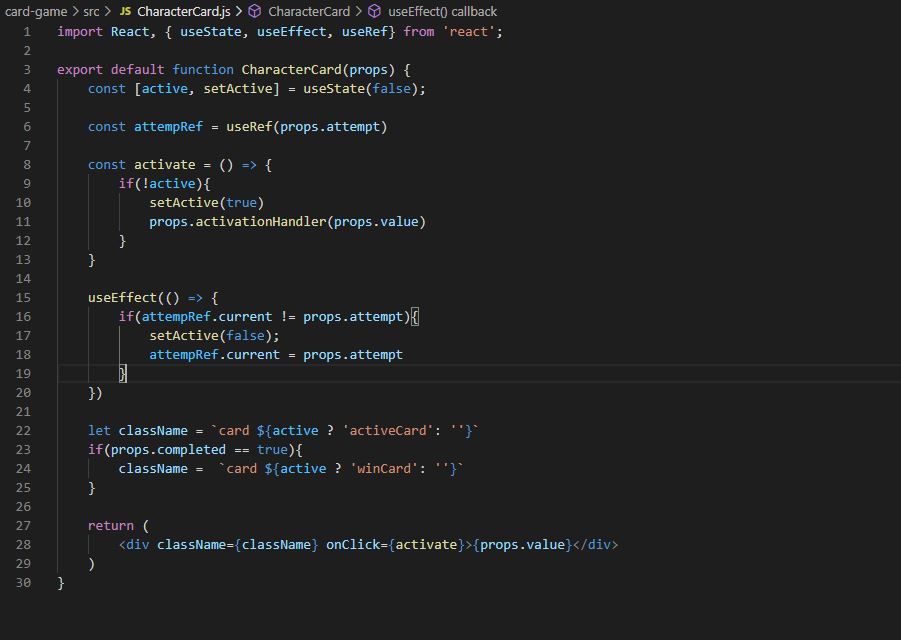 card-game > src > JS CharacterCard.js > CharacterCard > useEffect() callback
1 import React, { useState, useEffect, useRef} from 'react';
2
3 export default function CharacterCard(props) {
4     const [active, setActive] = useState(false);
5
6     const attempRef = useRef(props.attempt)
7
8     const activate = () => {
9         if(!active){
10             setActive(true)
11             props.activationHandler(props.value)
12         }
13     }
14
15     useEffect(() => {
16         if(attempRef.current != props.attempt){
17             setActive(false);
18             attempRef.current = props.attempt
19         }
20     })
21
22     let className = `card ${active ? 'activeCard': ''}`
23     if(props.completed == true){
24         className =  `card ${active ? 'winCard': ''}`
25     }
26
27     return (
28         <div className={className} onClick={activate}>{props.value}</div>
29     )
30 }